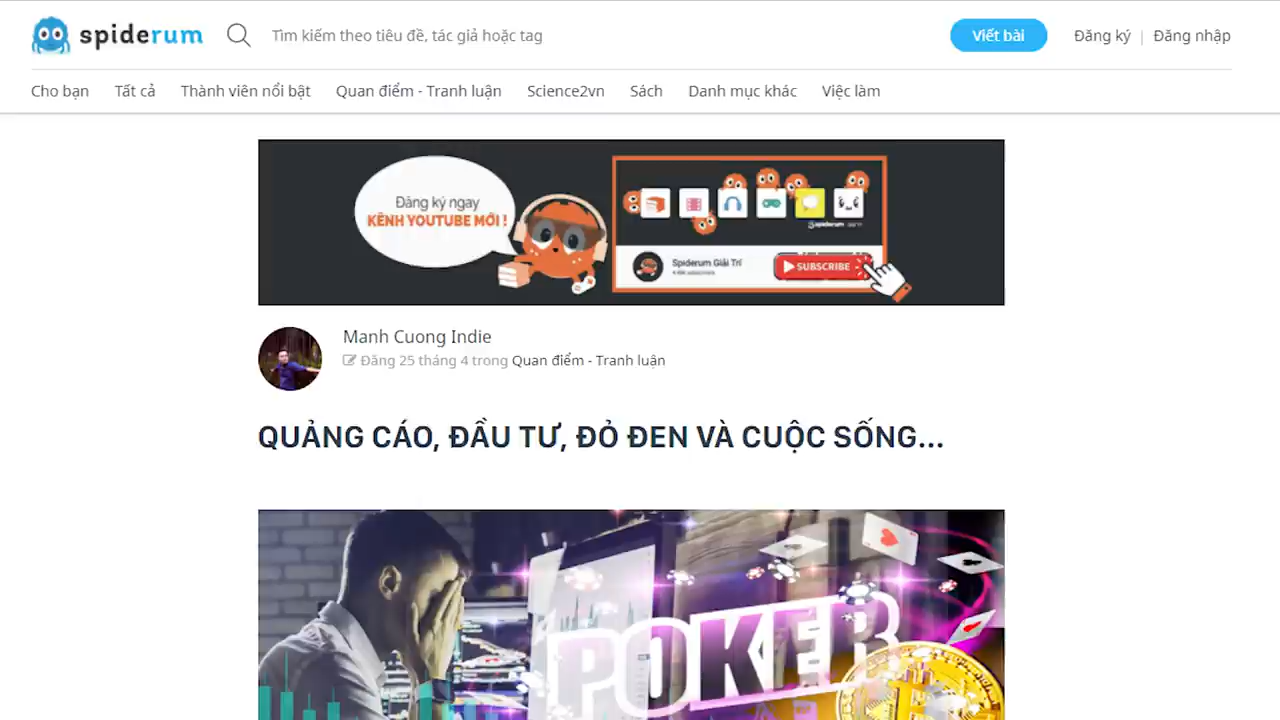 spiderum
Tìm kiếm theo tiêu đề, tác giả hoặc tag
Viết bài
Đăng ký | Đăng nhập
Cho bạn Tất cả Thành viên nổi bật Quan điểm - Tranh luận Science2vn Sách Danh mục khác Việc làm
Đăng ký ngay
KÊNH YOUTUBE MỚI !
spiderum
Spiderum Giải Trí
SUBSCRIBE
Manh Cuong Indie
Đăng 25 tháng 4 trong Quan điểm - Tranh luận
QUẢNG CÁO, ĐẦU TƯ, ĐỎ ĐEN VÀ CUỘC SỐNG...
POKER